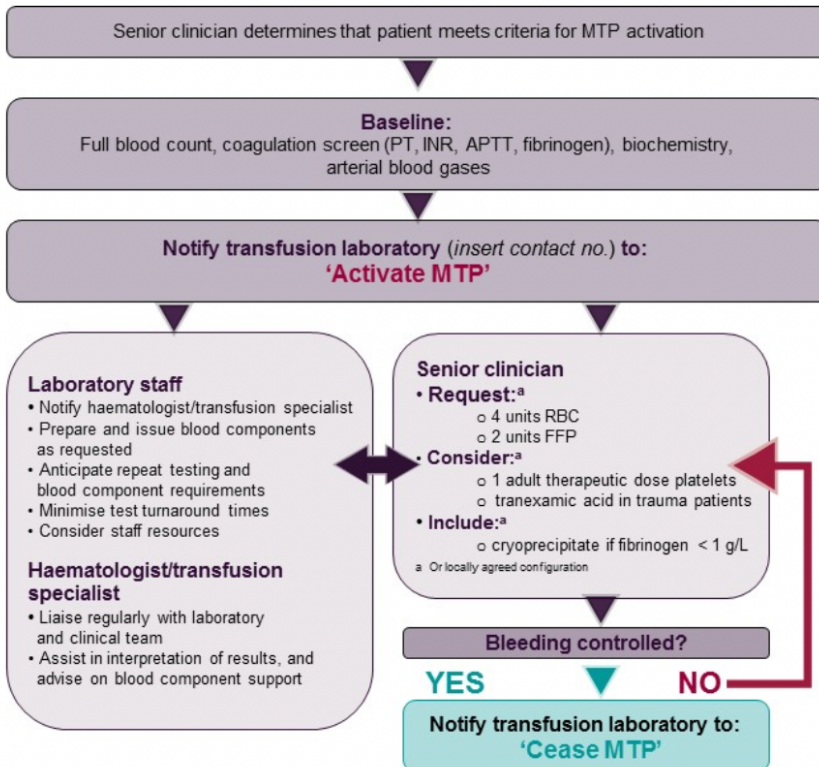 Senior clinician determines that patient meets criteria for MTP activation
Baseline:
Full blood count, coagulation screen (PT, INR, APTT, fibrinogen), biochemistry,
arterial blood gases
Notify transfusion laboratory (insert contact no.) to:
‘Activate MTP’
Laboratory staff
• Notify haematologist/transfusion specialist
• Prepare and issue blood components
as requested
• Anticipate repeat testing and
blood component requirements
• Minimise test turnaround times
• Consider staff resources
Haematologist/transfusion
specialist
• Liaise regularly with laboratory
and clinical team
• Assist in interpretation of results, and
advise on blood component support
Senior clinician
• Request:ᵃ
o 4 units RBC
o 2 units FFP
• Consider:ᵃ
o 1 adult therapeutic dose platelets
o tranexamic acid in trauma patients
• Include:ᵃ
o cryoprecipitate if fibrinogen < 1 g/L
a Or locally agreed configuration
Bleeding controlled?
YES
NO
Notify transfusion laboratory to:
‘Cease MTP’